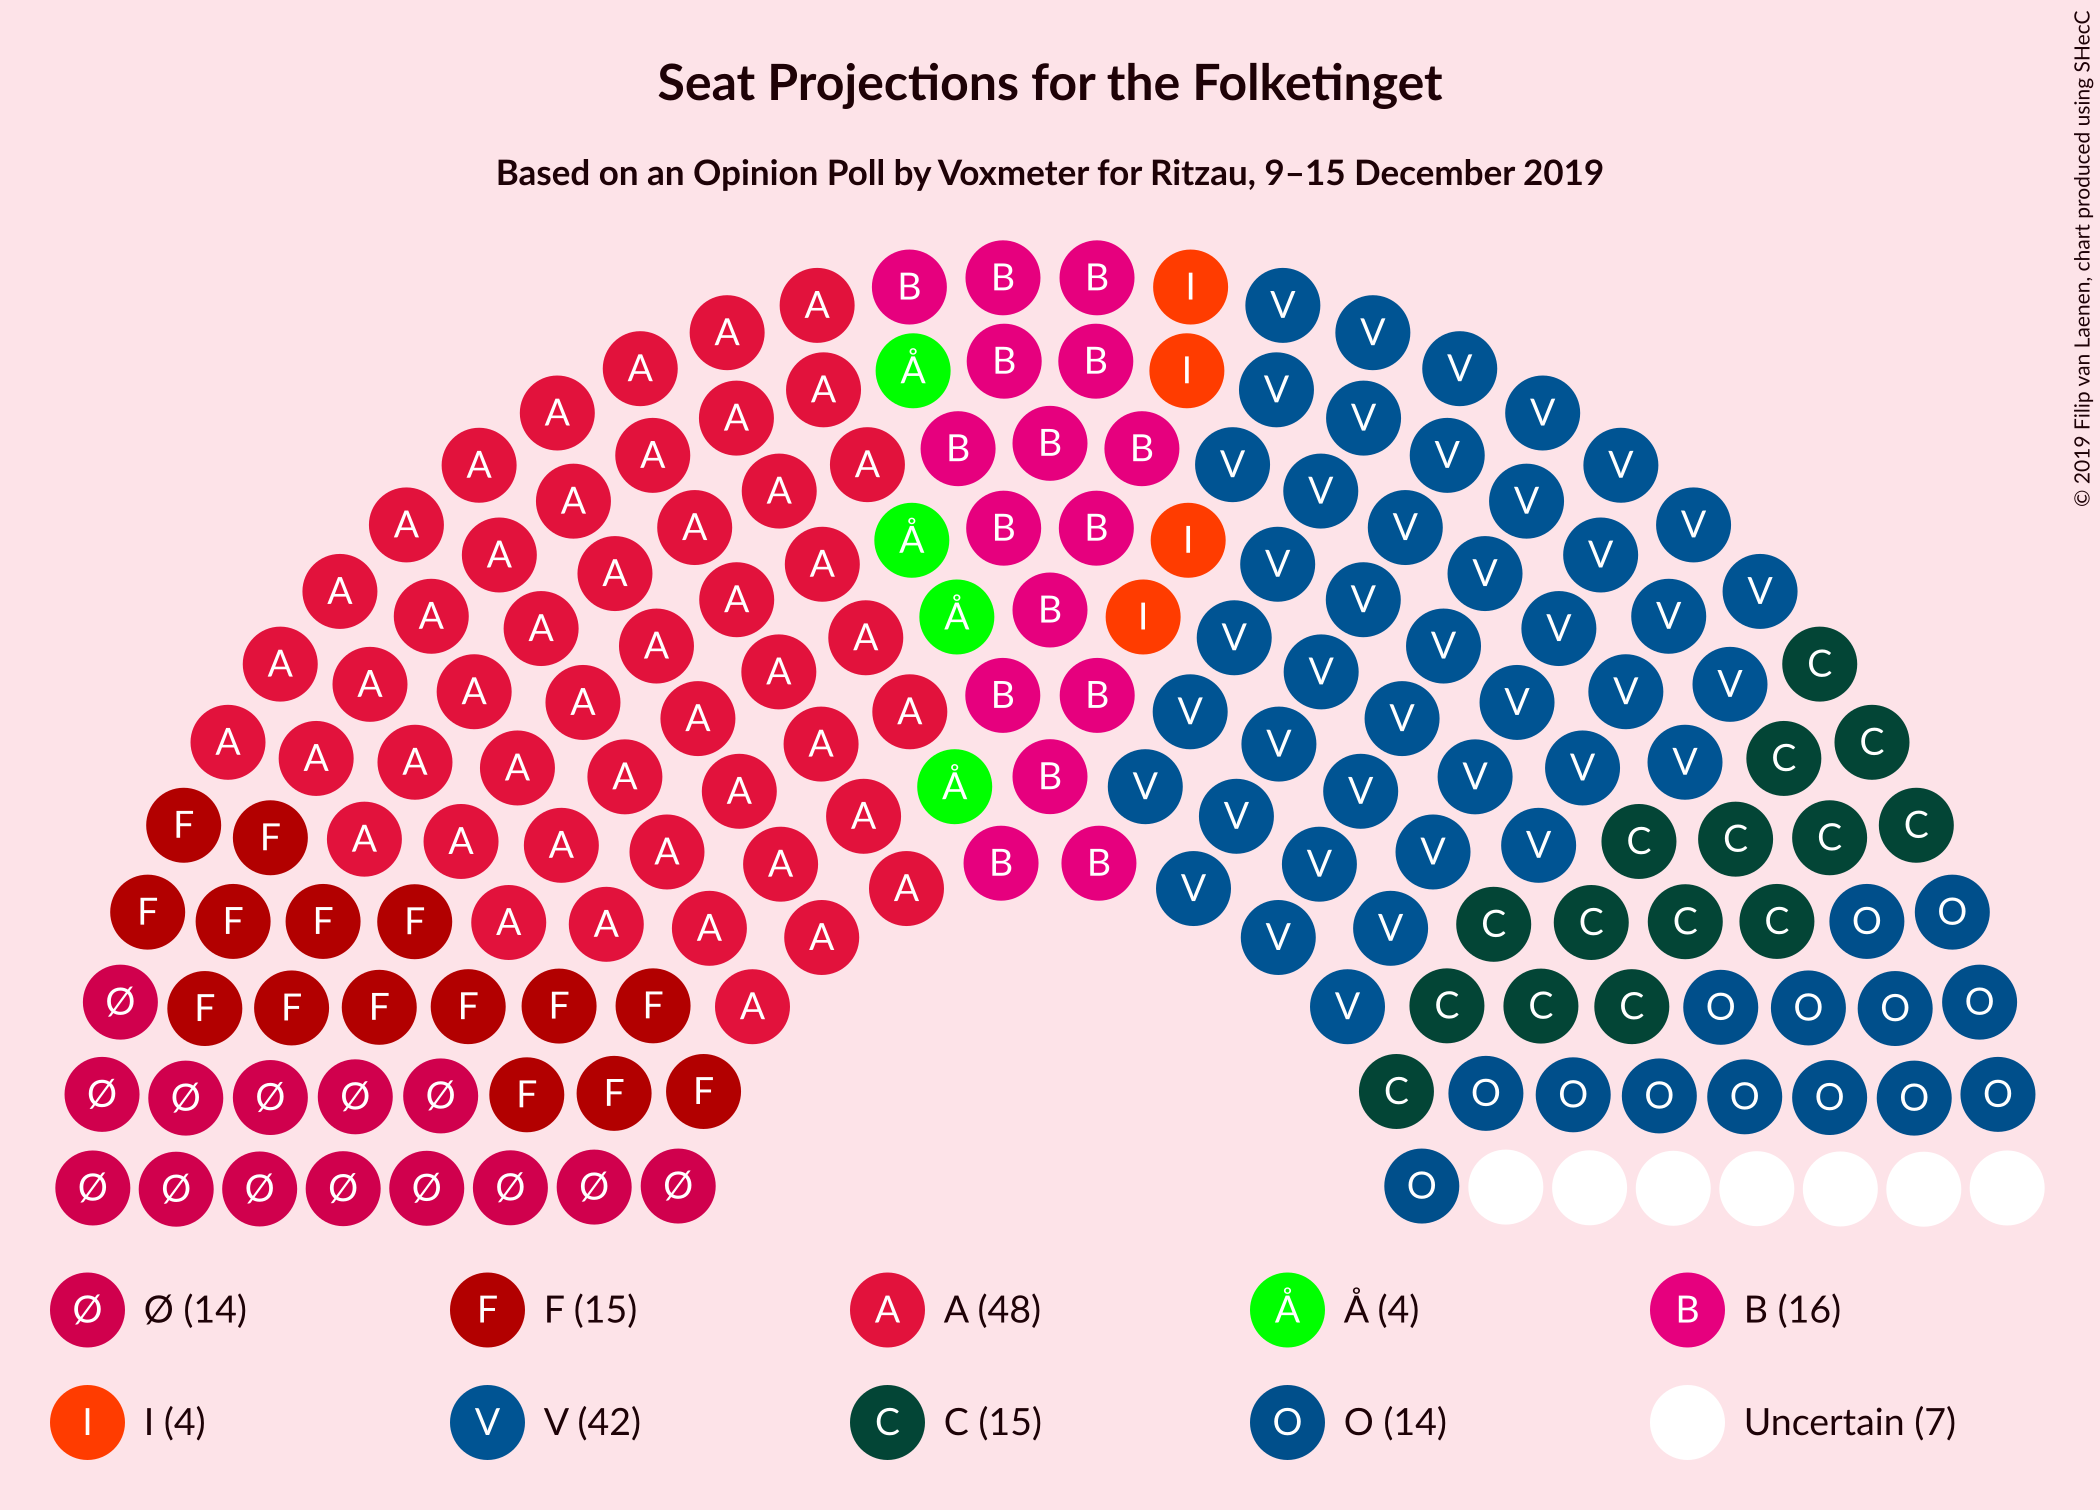 Seat Projections for the Folketinget
Based on an Opinion Poll by Voxmeter for Ritzau, 9–15 December 2019
© 2019 Filip van Laenen, chart produced using SHecC
B B B I
A V
A V
A Å B B I V
A A V V
A A B B B V V V
A A A V V V
A A A Å B B I V V V
A A A V V V
A A A Å B I V V V
A A A V V V
A A A B B V V V C
A A A V V V
A A A Å B V V V C C
F F A A A A A V V V C C C C
A A B B V V
F F F F A A A A V V C C C C O O
Ø F F F F F F A V C C C O O O O
Ø Ø Ø Ø Ø F F F C O O O O O O O
Ø Ø Ø Ø Ø Ø Ø Ø O
Ø Ø (14) F F (15) A A (48) Å Å (4) B B (16)
I I (4) V V (42) C C (15) O O (14) Uncertain (7)